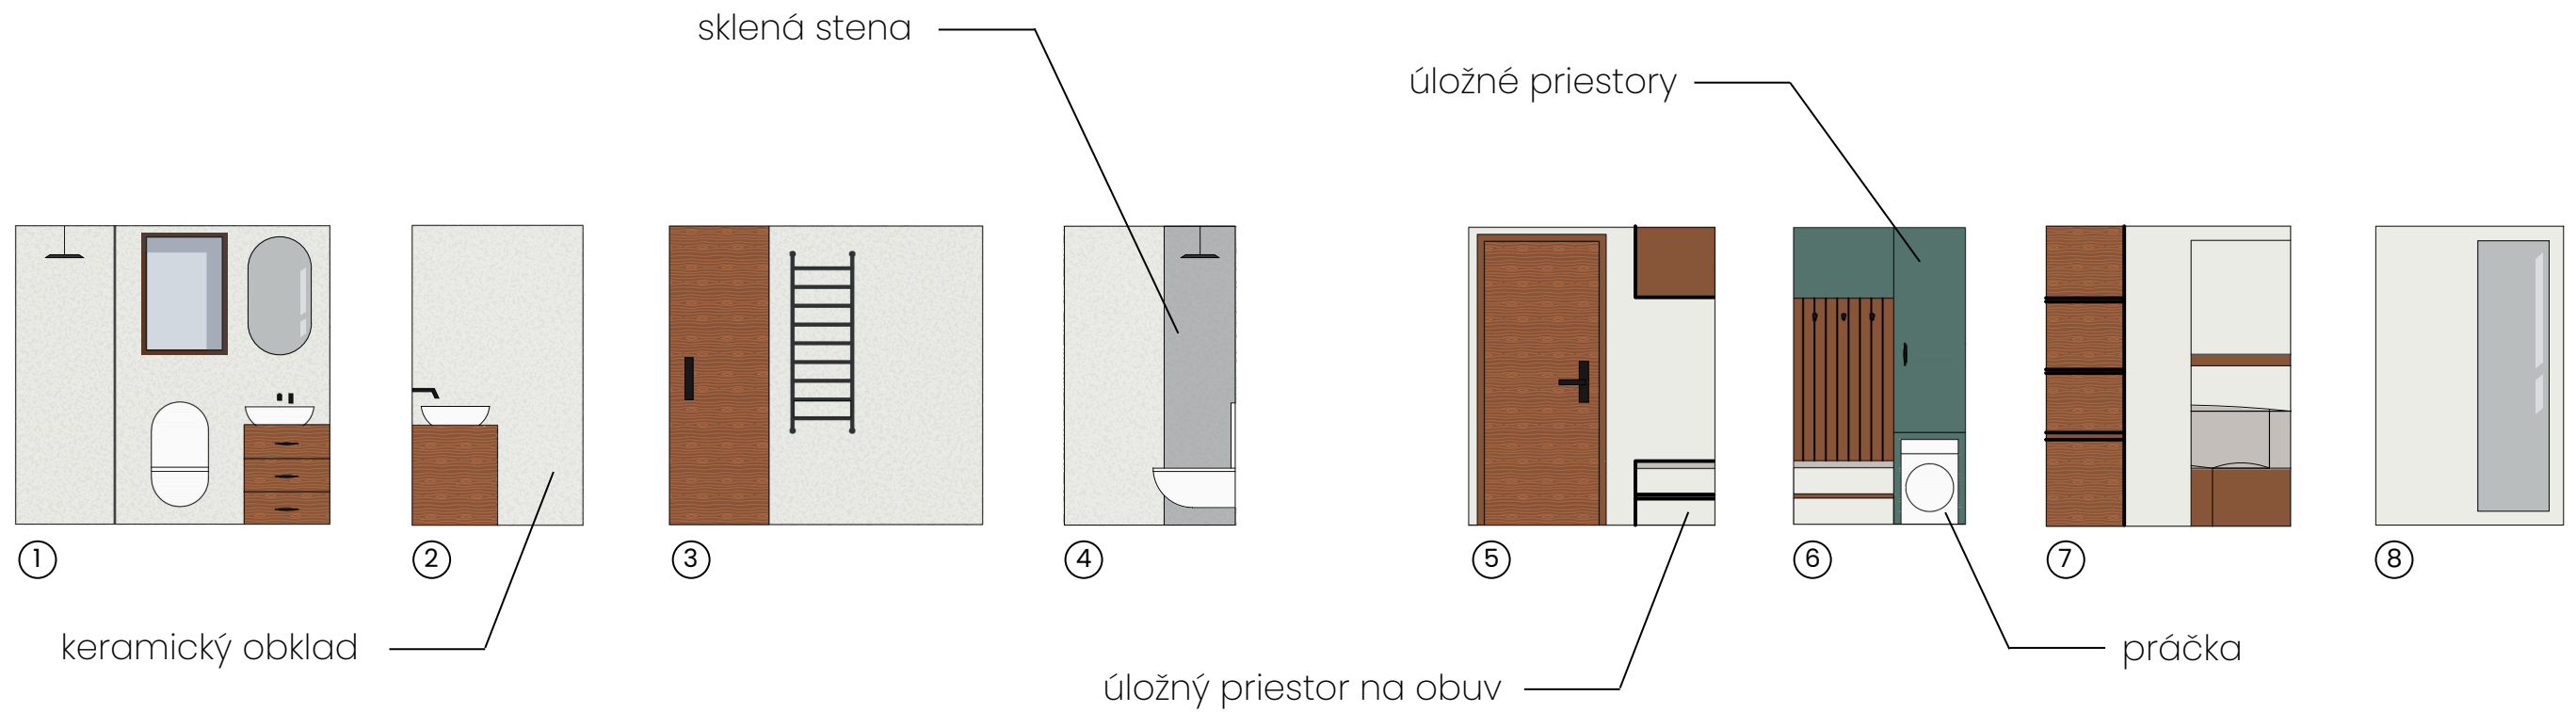 sklená stena
úložné priestory
1
2
3
4
5
6
7
8
keramický obklad
práčka
úložný priestor na obuv